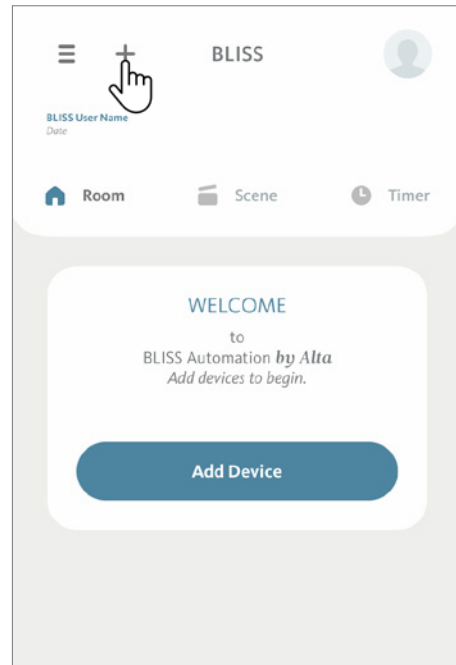 BLISS
BLISS User Name
Date
Room
Scene
Timer
WELCOME
to
BLISS Automation by Alta
Add devices to begin.
Add Device